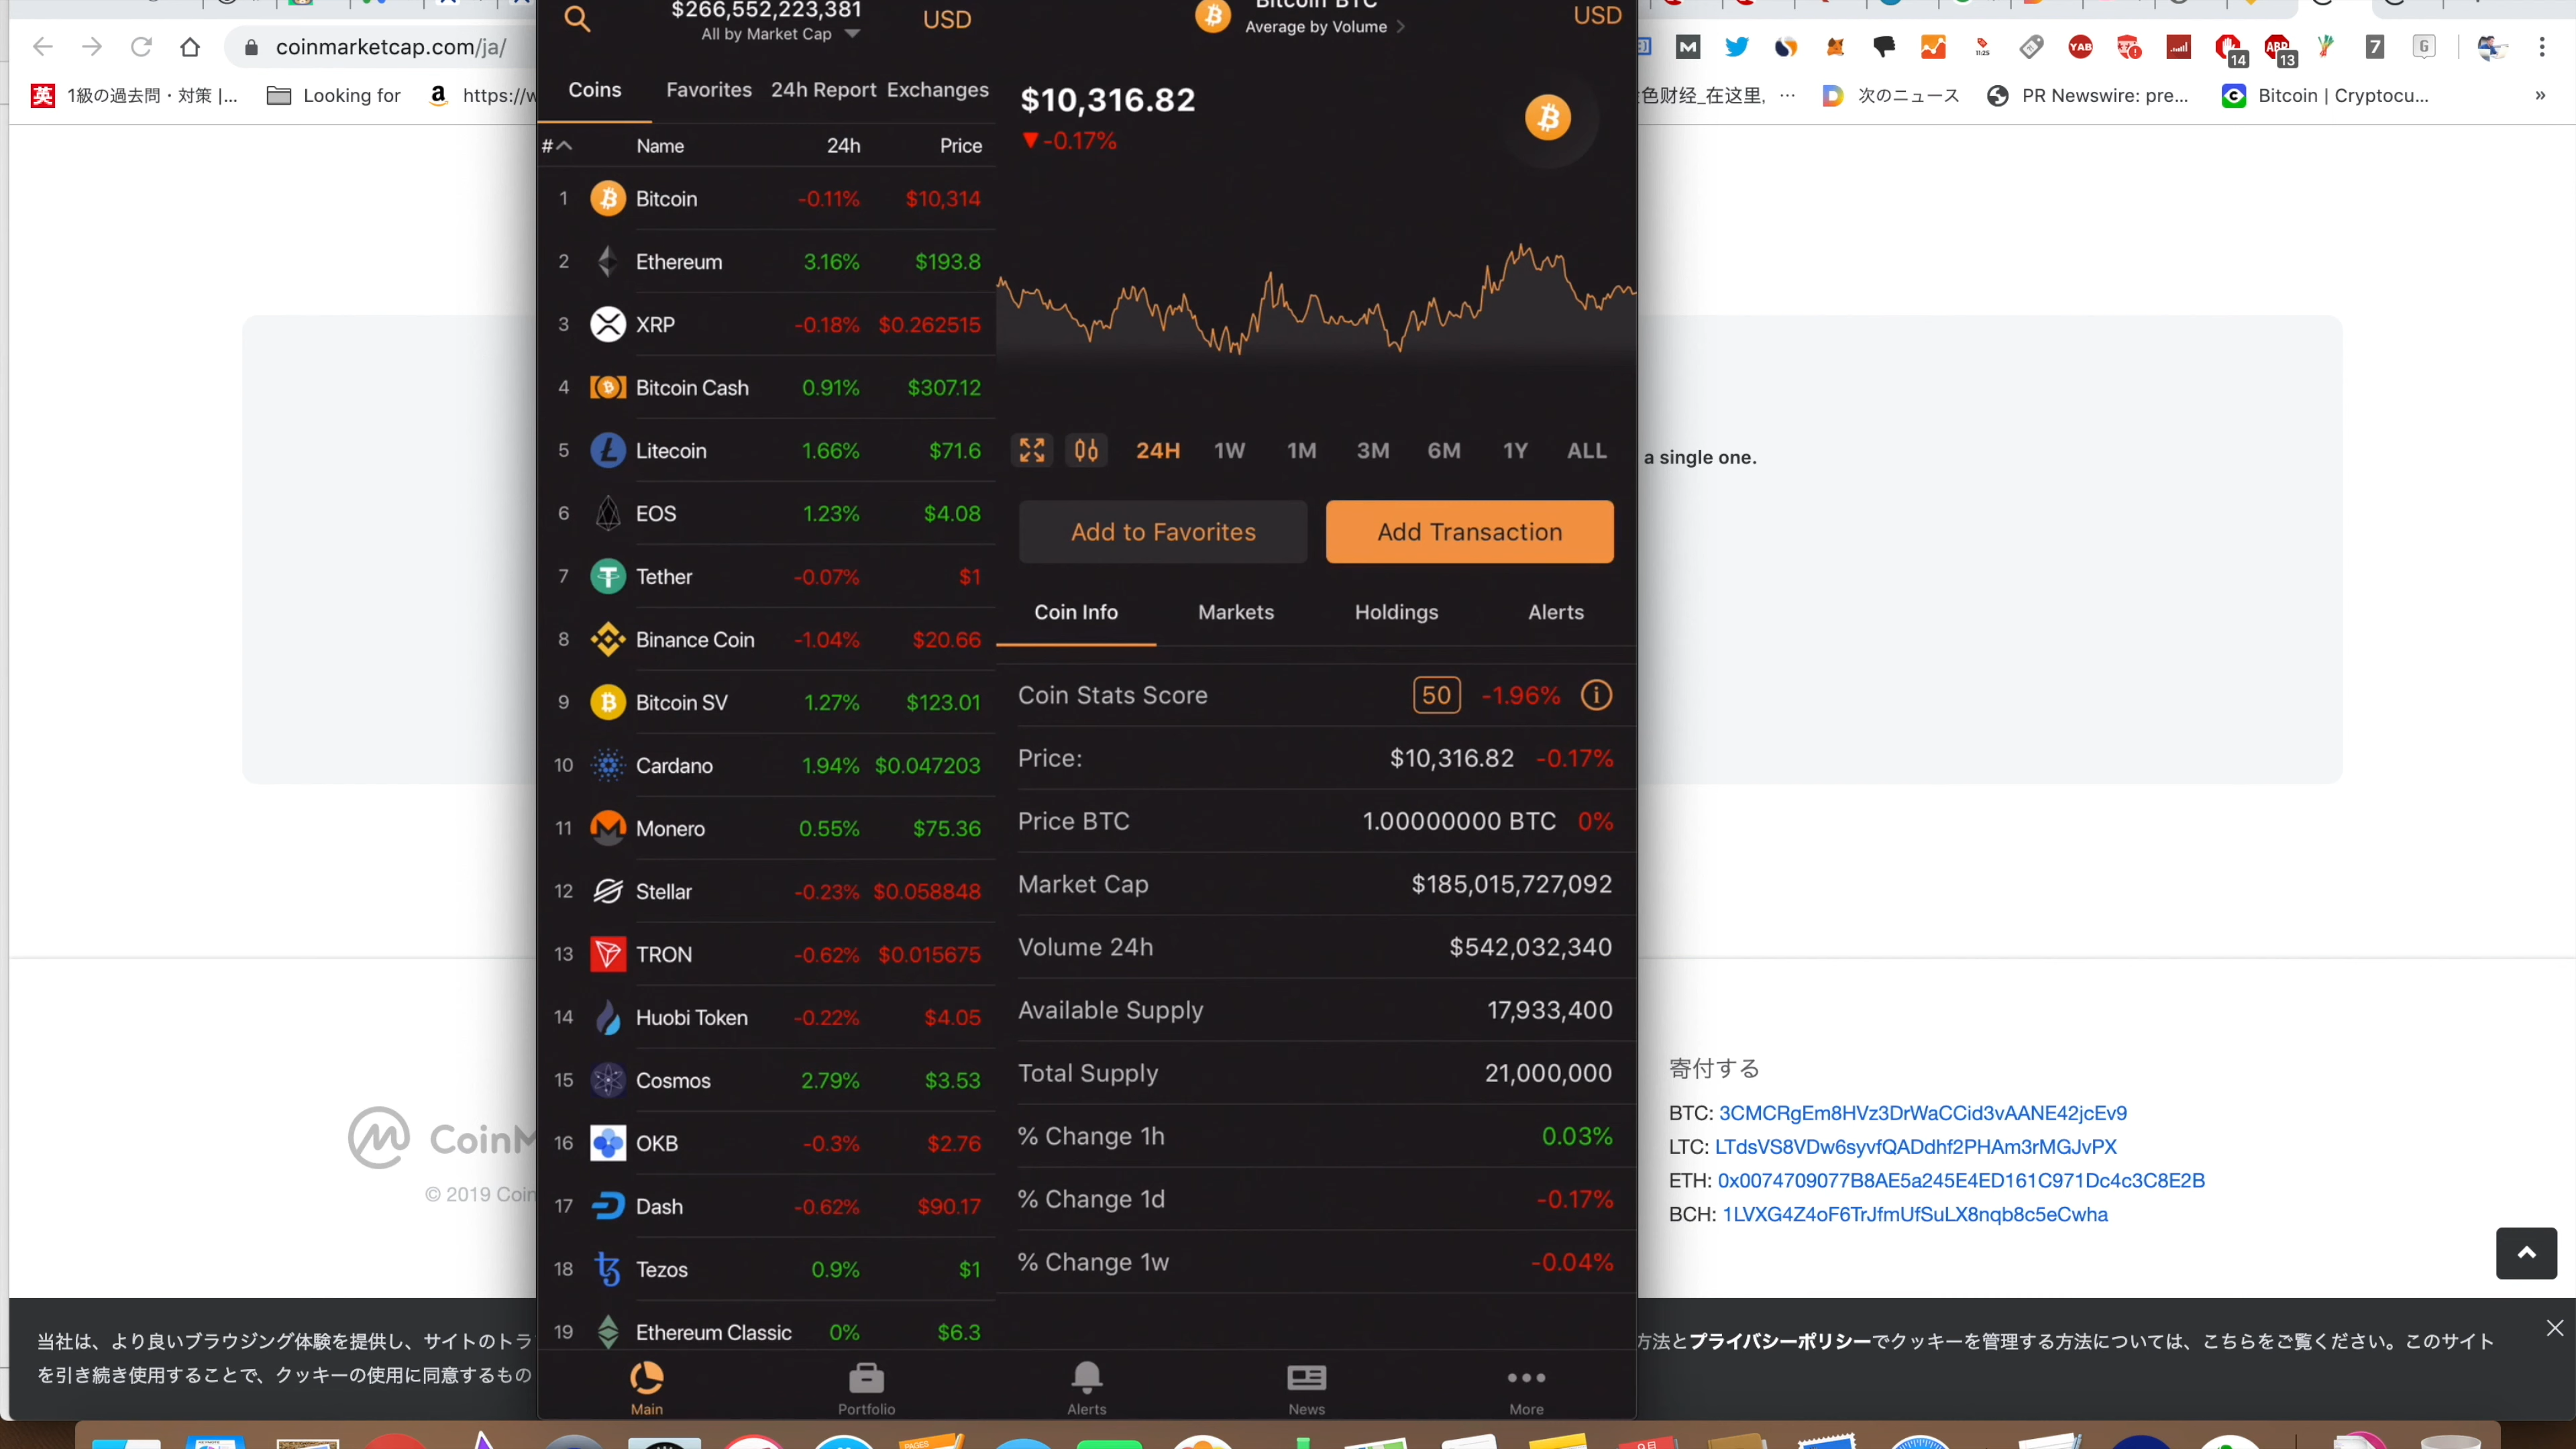 coinmarketcap.com/ja/
14
13
11:25
YAB
ABP
7
G
英 1級の過去問・対策 |...
Looking for
a https://w
色财经_在这里, ...
次のニュース
PR Newswire: pre...
Bitcoin | Cryptocu...
»
$266,552,223,381
All by Market Cap
USD
Bitcoin BTC
Average by Volume
USD
Coins Favorites 24h Report Exchanges
# Name 24h Price
1 Bitcoin -0.11% $10,314
2 Ethereum 3.16% $193.8
3 XRP -0.18% $0.262515
4 Bitcoin Cash 0.91% $307.12
5 Litecoin 1.66% $71.6
6 EOS 1.23% $4.08
7 Tether -0.07% $1
8 Binance Coin -1.04% $20.66
9 Bitcoin SV 1.27% $123.01
10 Cardano 1.94% $0.047203
11 Monero 0.55% $75.36
12 Stellar -0.23% $0.058848
13 TRON -0.62% $0.015675
14 Huobi Token -0.22% $4.05
15 Cosmos 2.79% $3.53
16 OKB -0.3% $2.76
17 Dash -0.62% $90.17
18 Tezos 0.9% $1
19 Ethereum Classic 0% $6.3
$10,316.82
-0.17%
24H 1W 1M 3M 6M 1Y ALL
Add to Favorites
Add Transaction
Coin Info Markets Holdings Alerts
Coin Stats Score 50 -1.96%
Price: $10,316.82 -0.17%
Price BTC 1.00000000 BTC 0%
Market Cap $185,015,727,092
Volume 24h $542,032,340
Available Supply 17,933,400
Total Supply 21,000,000
% Change 1h 0.03%
% Change 1d -0.17%
% Change 1w -0.04%
Main Portfolio Alerts News More
a single one.
CoinM
© 2019 Coin
寄付する
BTC: 3CMCRgEm8HVz3DrWaCCid3vAANE42jcEv9
LTC: LTdsVS8VDw6syvfQADdhf2PHAm3rMGJvPX
ETH: 0x0074709077B8AE5a245E4ED161C971Dc4c3C8E2B
BCH: 1LVXG4Z4oF6TrJfmUfSuLX8nqb8c5eCwha
当社は、より良いブラウジング体験を提供し、サイトのトラ
方法とプライバシーポリシーでクッキーを管理する方法については、こちらをご覧ください。このサイト
を引き続き使用することで、クッキーの使用に同意するもの
PAGES
9月